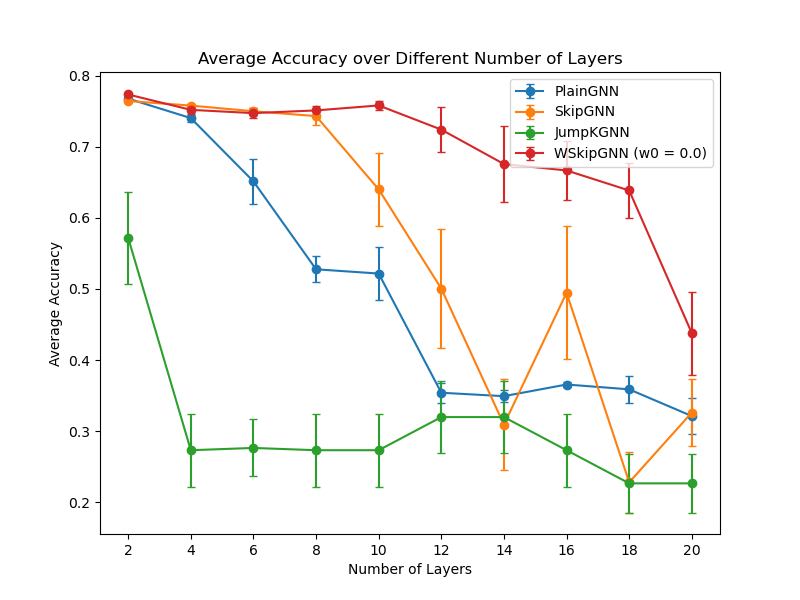 Average Accuracy over Different Number of Layers
PlainGNN
SkipGNN
JumpKGNN
WSkipGNN (w0 = 0.0)
Average Accuracy
0.8
0.7
0.6
0.5
0.4
0.3
0.2
2 4 6 8 10 12 14 16 18 20
Number of Layers